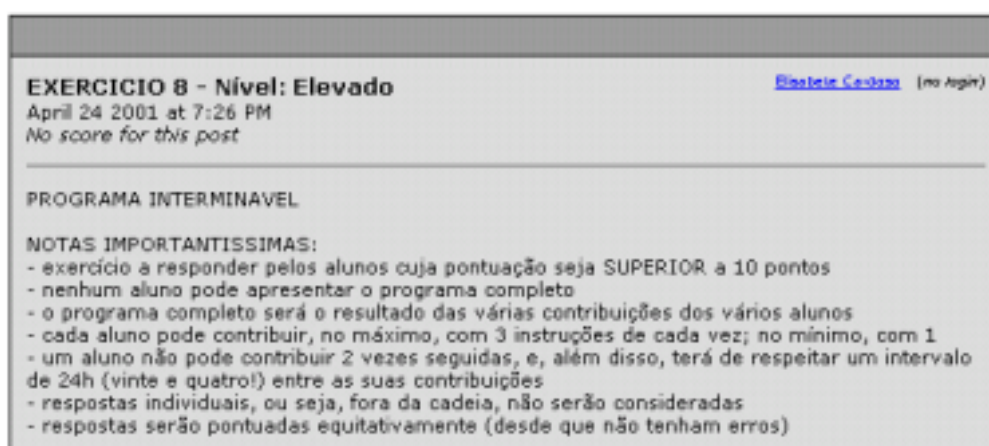 EXERCICIO 8 - Nível: Elevado
Elisabete Cardoso (no login)
April 24 2001 at 7:26 PM
No score for this post
PROGRAMA INTERMINAVEL
NOTAS IMPORTANTISSIMAS:
- exercício a responder pelos alunos cuja pontuação seja SUPERIOR a 10 pontos
- nenhum aluno pode apresentar o programa completo
- o programa completo será o resultado das várias contribuições dos vários alunos
- cada aluno pode contribuir, no máximo, com 3 instruções de cada vez; no mínimo, com 1
- um aluno não pode contribuir 2 vezes seguidas, e, além disso, terá de respeitar um intervalo
de 24h (vinte e quatro!) entre as suas contribuições
- respostas individuais, ou seja, fora da cadeia, não serão consideradas
- respostas serão pontuadas equitativamente (desde que não tenham erros)